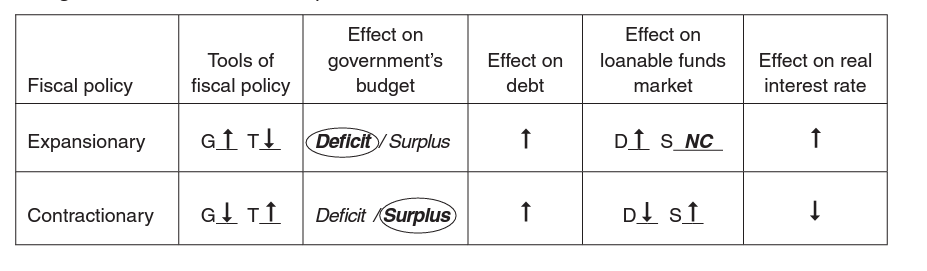 Fiscal policy
Tools of
fiscal policy
Effect on
government's
budget
Effect on
debt
Effect on
loanable funds
market
Effect on real
interest rate
Expansionary
G ↑ T ↓
Deficit / Surplus
↑
D ↑ S NC
↑
Contractionary
G ↓ T ↑
Deficit / Surplus
↑
D ↓ S ↑
↓